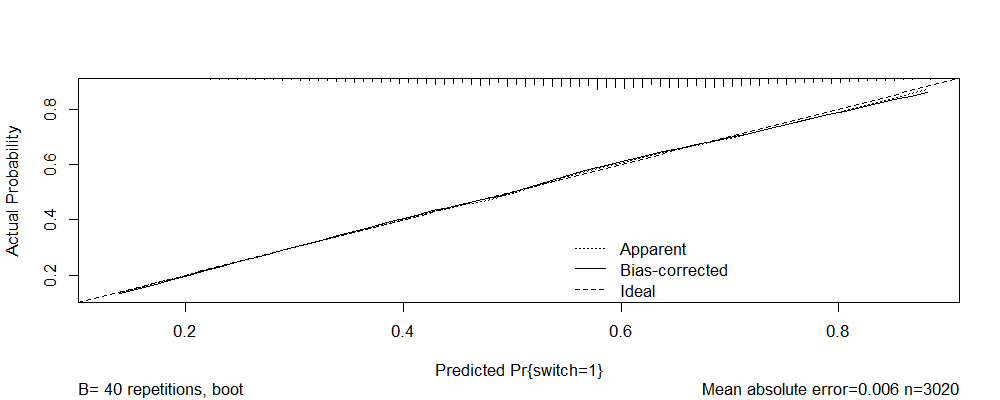 Actual Probability
0.8
0.6
0.4
0.2
Apparent
Bias-corrected
Ideal
0.2 0.4 0.6 0.8
Predicted Pr{switch=1}
B= 40 repetitions, boot Mean absolute error=0.006 n=3020